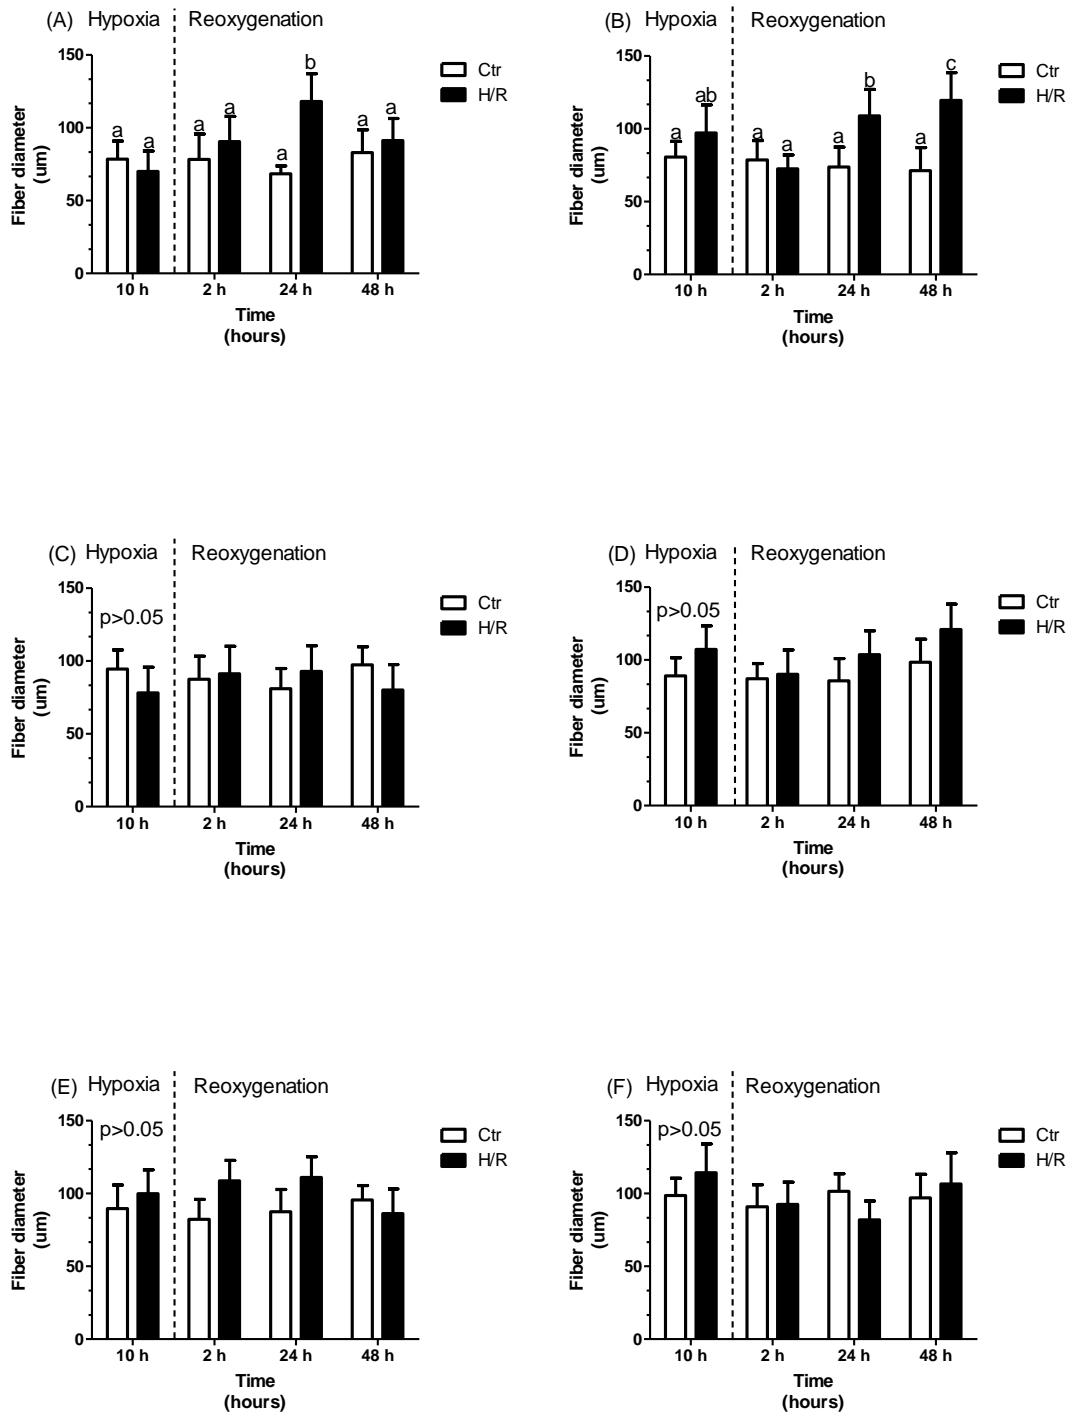 (A) Hypoxia Reoxygenation
150
100
50
0
Fiber diameter
(um)
a a a a a b a a
10 h 2 h 24 h 48 h
Time
(hours)
Ctr
H/R
(B) Hypoxia Reoxygenation
150
100
50
0
Fiber diameter
(um)
a ab a a a b a c
10 h 2 h 24 h 48 h
Time
(hours)
Ctr
H/R
(C) Hypoxia Reoxygenation
150
100
50
0
Fiber diameter
(um)
p>0.05
10 h 2 h 24 h 48 h
Time
(hours)
Ctr
H/R
(D) Hypoxia Reoxygenation
150
100
50
0
Fiber diameter
(um)
p>0.05
10 h 2 h 24 h 48 h
Time
(hours)
Ctr
H/R
(E) Hypoxia Reoxygenation
150
100
50
0
Fiber diameter
(um)
p>0.05
10 h 2 h 24 h 48 h
Time
(hours)
Ctr
H/R
(F) Hypoxia Reoxygenation
150
100
50
0
Fiber diameter
(um)
p>0.05
10 h 2 h 24 h 48 h
Time
(hours)
Ctr
H/R